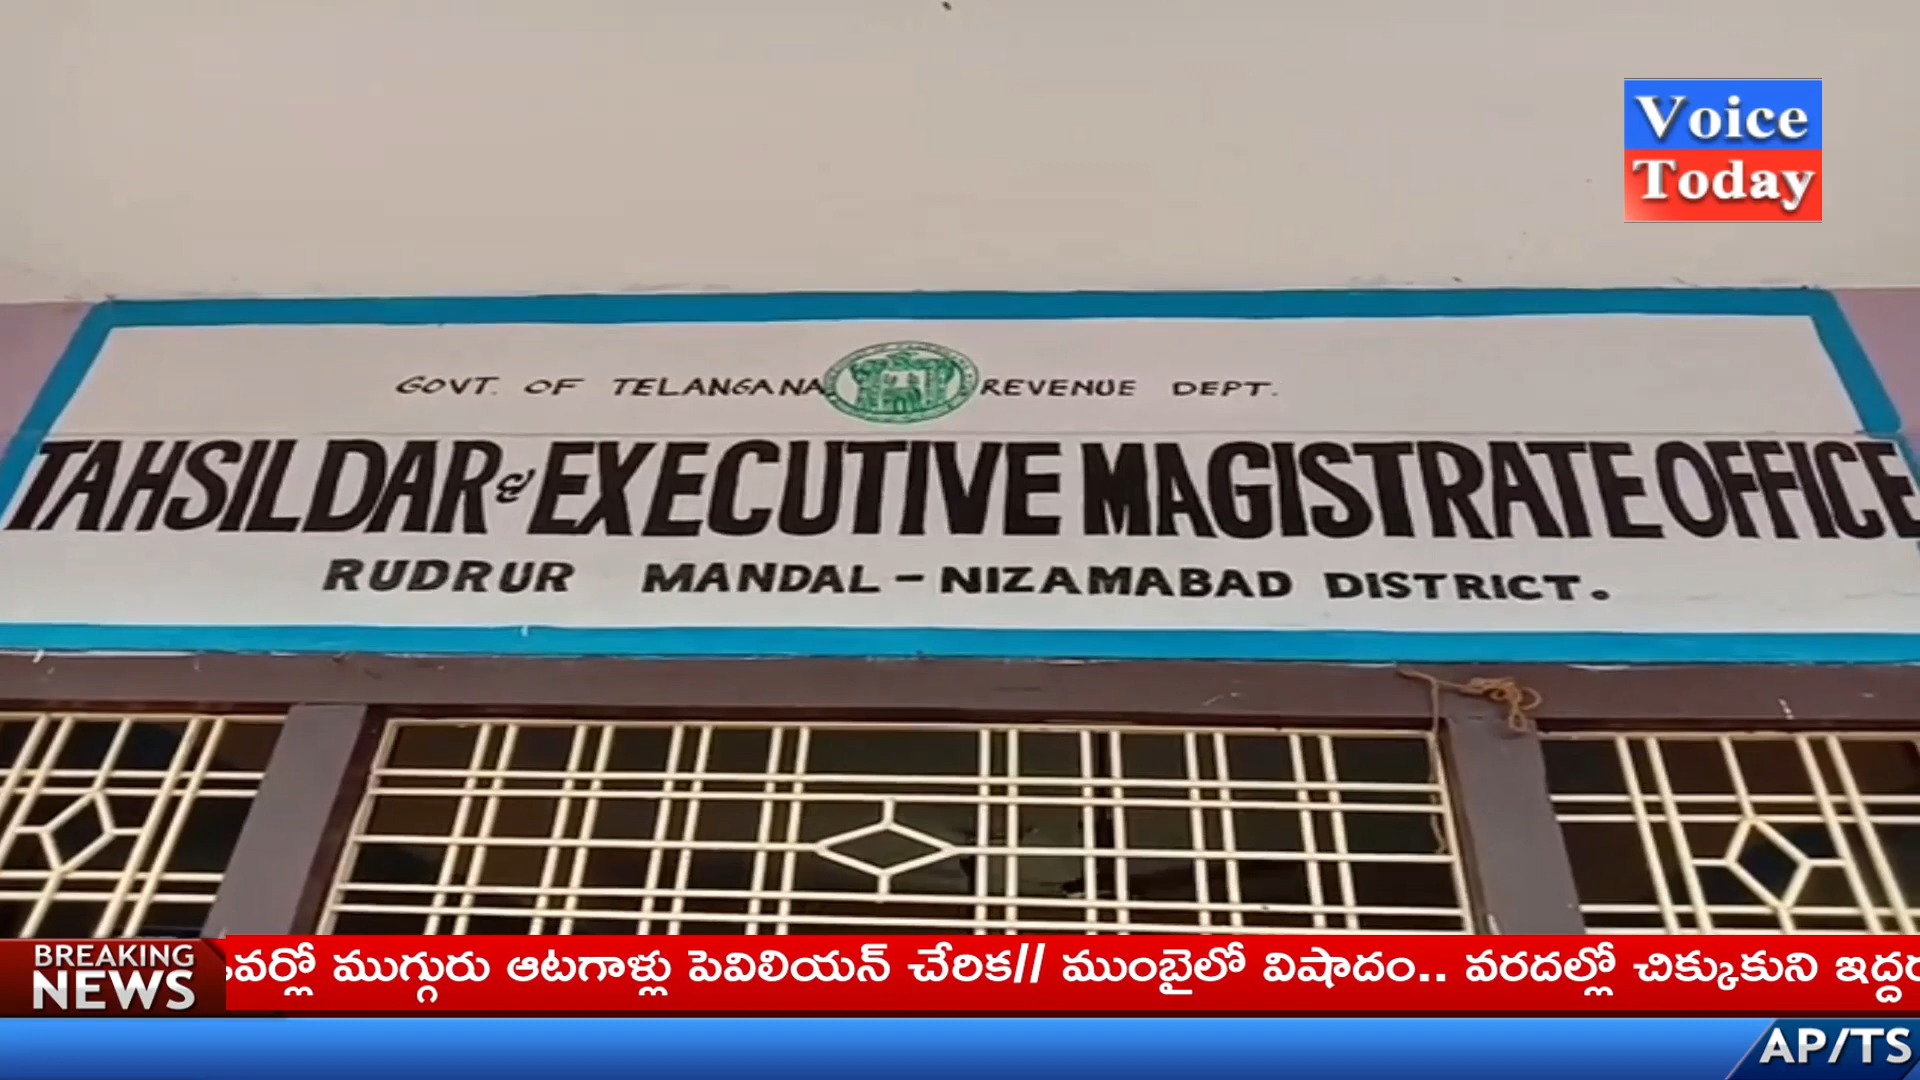 Voice
Today
GOVT. OF TELANGANA REVENUE DEPT.
TAHSILDAR & EXECUTIVE MAGISTRATE OFFICE
RUDRUR MANDAL - NIZAMABAD DISTRICT.
BREAKING
NEWS
ముగ్గురు ఆటగాళ్లు పెవిలియన్ చేరిక// ముంబైలో విషాదం.. వరదల్లో చిక్కుకుని
AP/TS